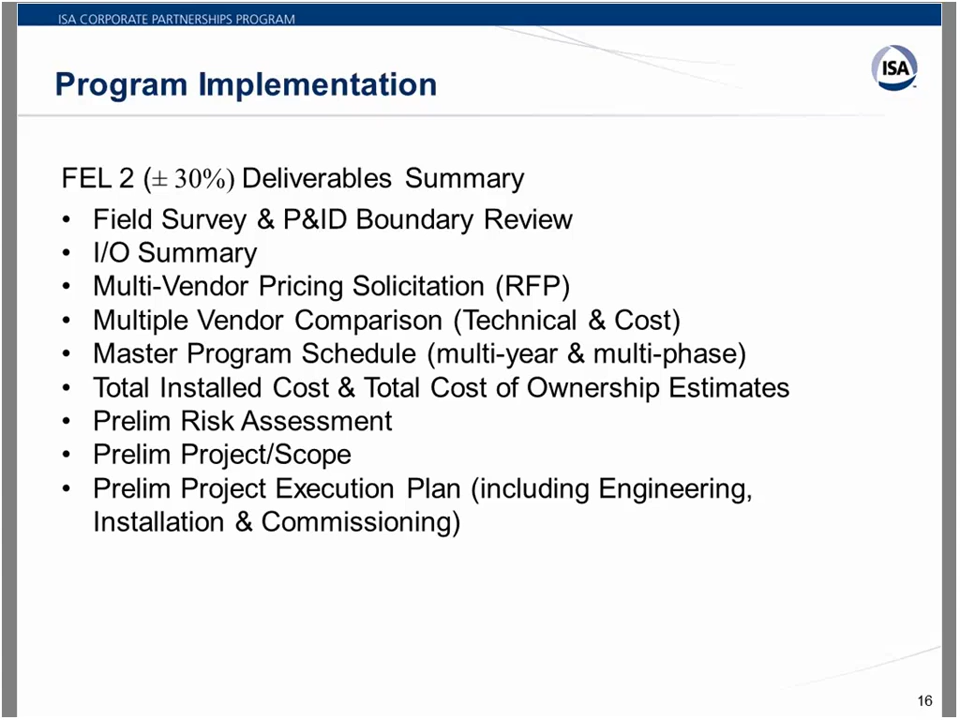 ISA CORPORATE PARTNERSHIPS PROGRAM
Program Implementation
ISA
FEL 2 (± 30%) Deliverables Summary
• Field Survey & P&ID Boundary Review
• I/O Summary
• Multi-Vendor Pricing Solicitation (RFP)
• Multiple Vendor Comparison (Technical & Cost)
• Master Program Schedule (multi-year & multi-phase)
• Total Installed Cost & Total Cost of Ownership Estimates
• Prelim Risk Assessment
• Prelim Project/Scope
• Prelim Project Execution Plan (including Engineering,
Installation & Commissioning)
16